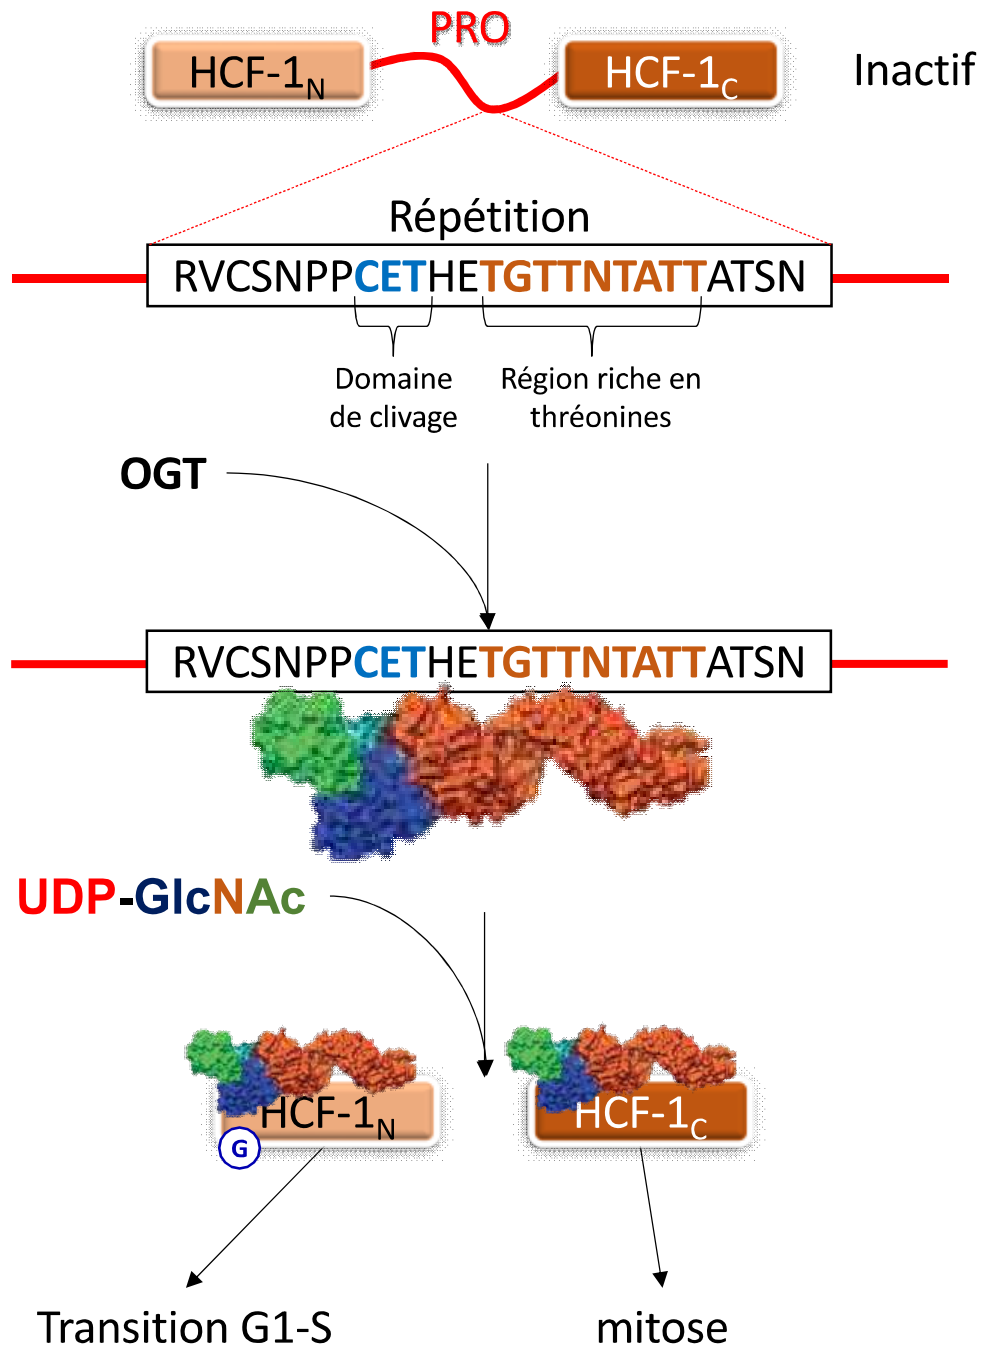 PRO
HCF-1N
HCF-1C
Inactif
Répétition
RVCSNPPCETHETGTTNTATTATSN
Domaine
de clivage
Région riche en
thréonines
OGT
RVCSNPPCETHETGTTNTATTATSN
UDP-GlcNAc
HCF-1N
HCF-1C
G
Transition G1-S
mitose